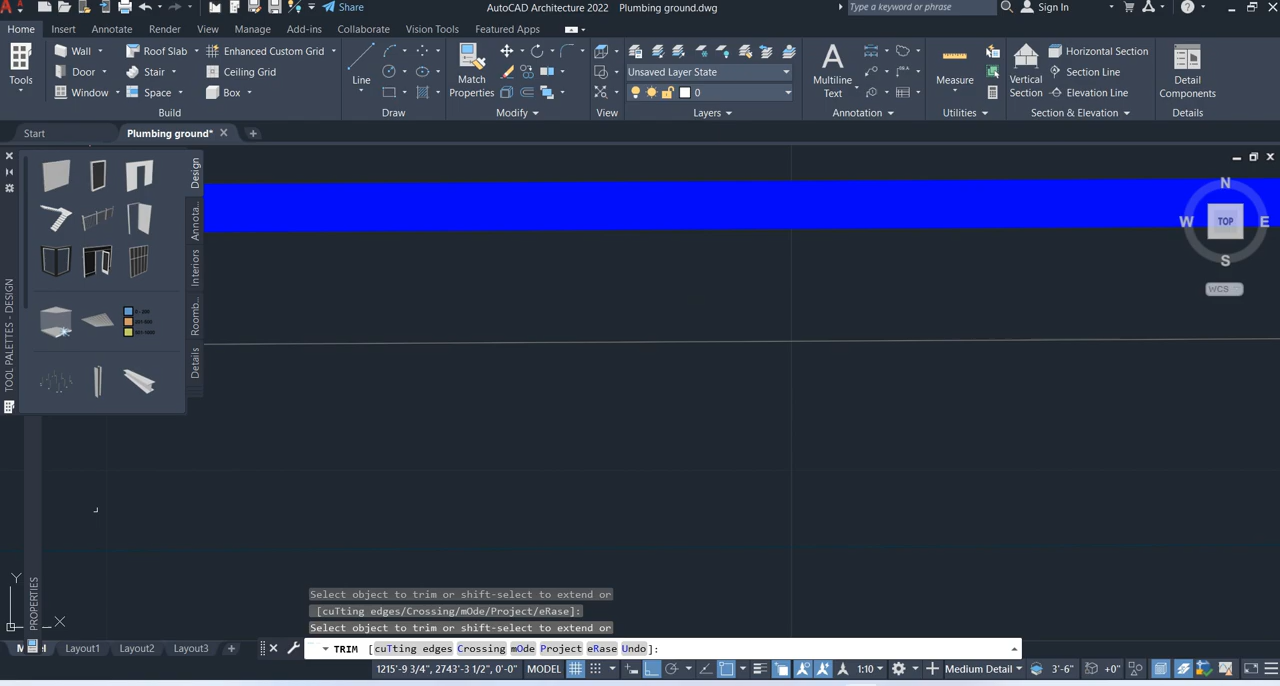 Share
AutoCAD Architecture 2022 Plumbing ground.dwg
Type a keyword or phrase
Sign In
Home Insert Annotate Render View Manage Add-ins Collaborate Vision Tools Featured Apps
Tools
Wall Roof Slab Enhanced Custom Grid
Door Stair Ceiling Grid
Window Space Box
Build
Line
Draw
Match Properties
Modify
View
Unsaved Layer State
0
Layers
Multiline Text
Annotation
Measure
Utilities
Vertical Section
Horizontal Section
Section Line
Elevation Line
Section & Elevation
Detail Components
Details
Start Plumbing ground*
Design
Annota...
Interiors
Roomb...
Details
TOOL PALETTES - DESIGN
N
W TOP E
S
WCS
Y
X
PROPERTIES
Select object to trim or shift-select to extend or
[cuTting edges/Crossing/mOde/Project/eRase]:
Select object to trim or shift-select to extend or
TRIM [cuTting edges Crossing mOde Project eRase Undo]:
M Layout1 Layout2 Layout3
1215'-9 3/4", 2743'-3 1/2", 0'-0" MODEL 1:10 Medium Detail 3'-6" +0"